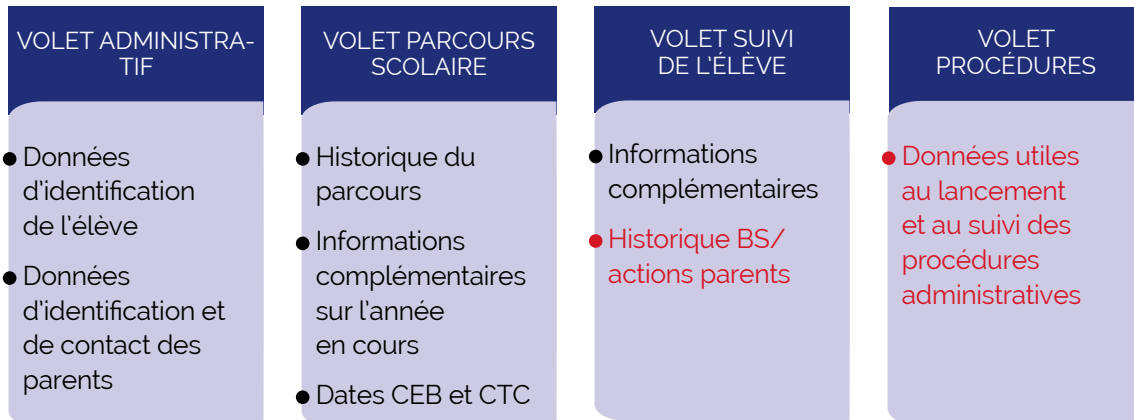 VOLET ADMINISTRA-
TIF
● Données
d'identification
de l'élève
● Données
d'identification et
de contact des
parents
VOLET PARCOURS
SCOLAIRE
● Historique du
parcours
● Informations
complémentaires
sur l'année
en cours
● Dates CEB et CTC
VOLET SUIVI
DE L'ÉLÈVE
● Informations
complémentaires
● Historique BS/
actions parents
VOLET
PROCÉDURES
● Données utiles
au lancement
et au suivi des
procédures
administratives